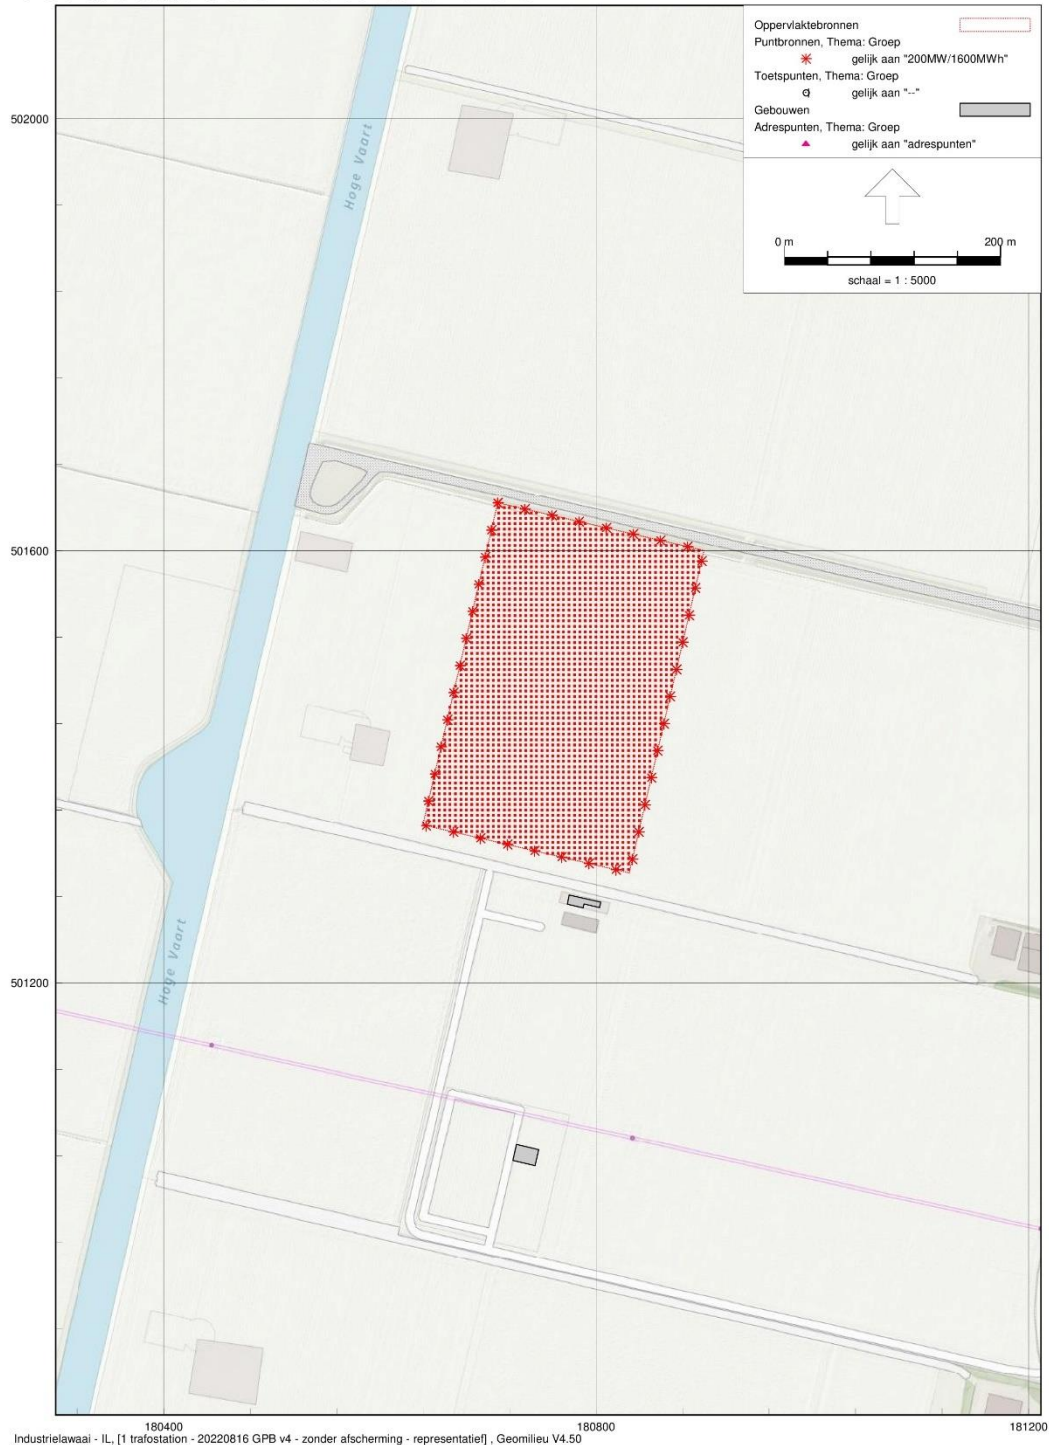 Oppervlaktebronnen
Puntbronnen, Thema: Groep
gelijk aan "200MW/1600MWh"
Toetspunten, Thema: Groep
gelijk aan "--"
Gebouwen
Adrespunten, Thema: Groep
gelijk aan "adrespunten"
0 m 200 m
schaal = 1 : 5000
502000
Hoge Vaart
501600
501200
Hoge Vaart
180400 180800 181200
Industrielawaai - IL, [1 trafostation - 20220816 GPB v4 - zonder afscherming - representatief] , Geomilieu V4.50